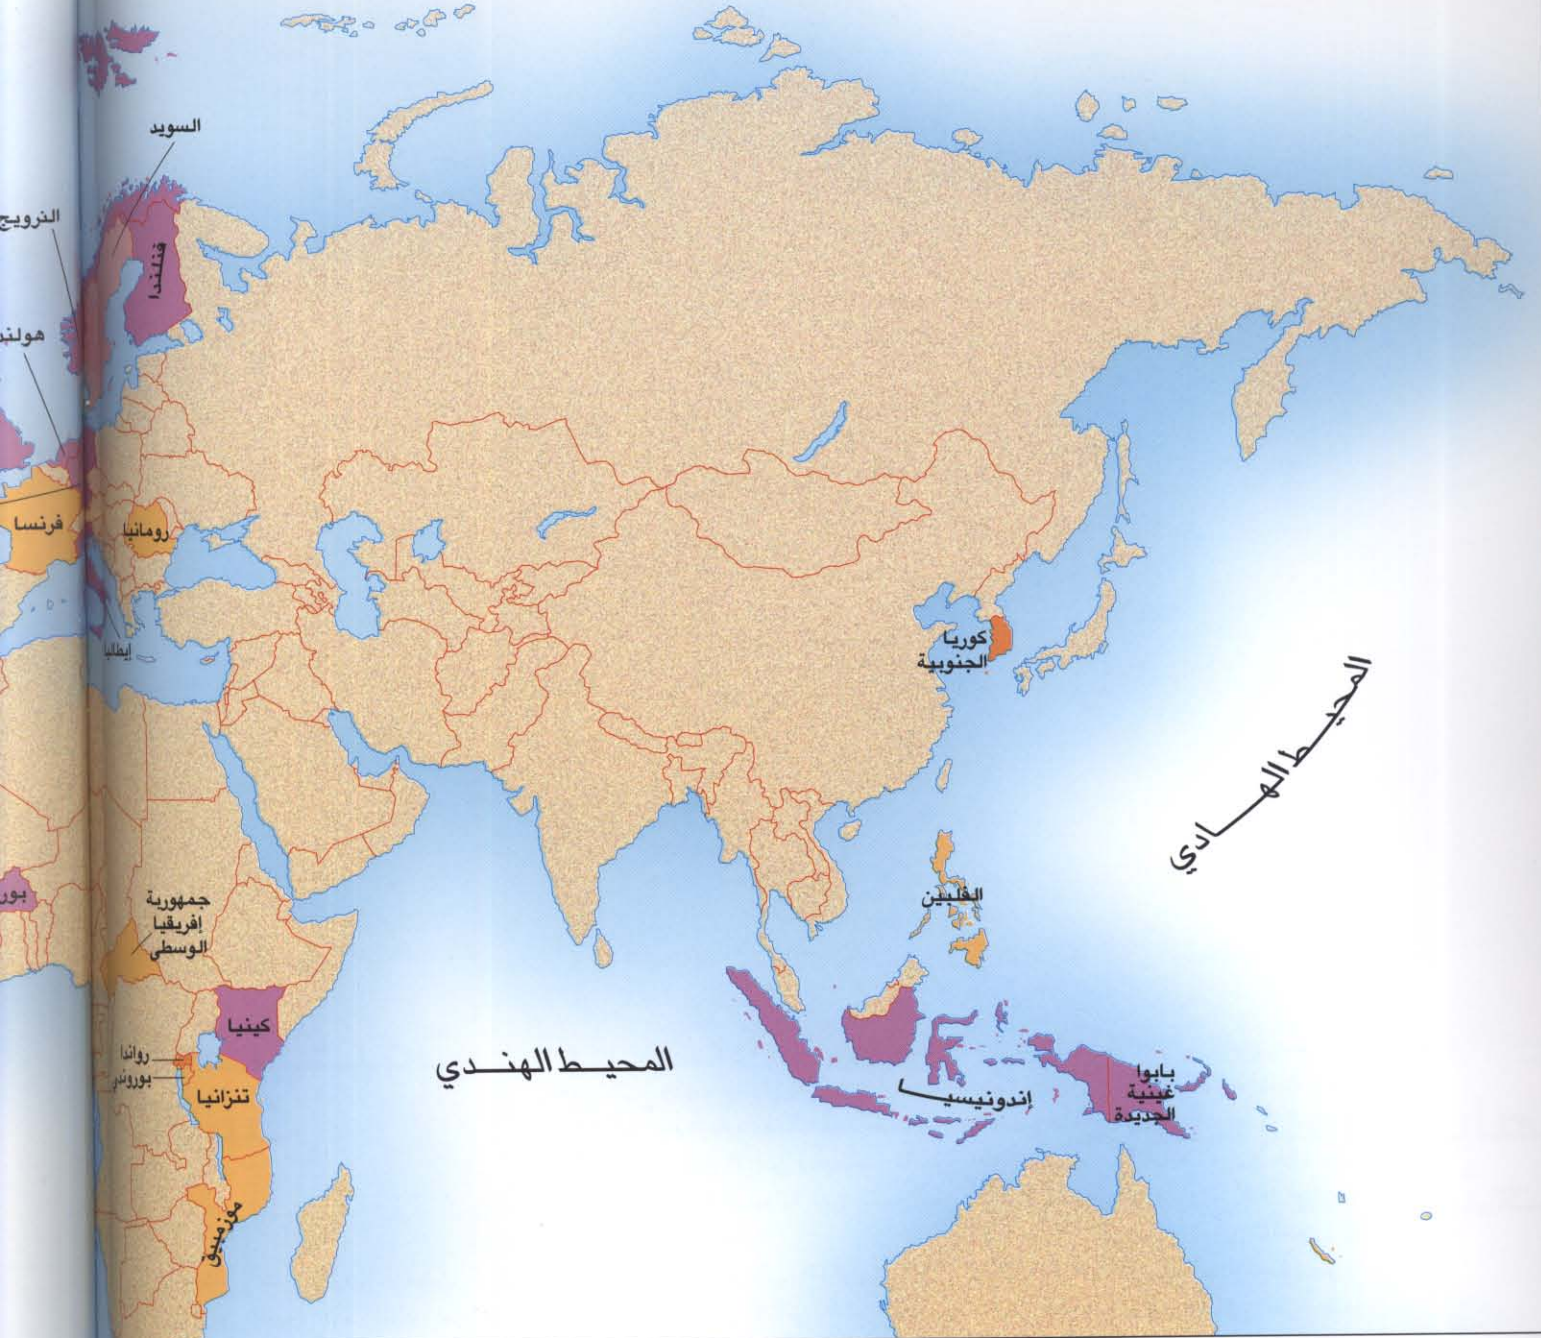 السويد
النرويج
فنلندا
فرنسا
رومانيا
إيطاليا
كوريا
الجنوبية
المحيط الهادي
الفلبين
جمهورية
إفريقيا
الوسطى
كينيا
رواندا
بوروندي
تنزانيا
موزمبيق
المحيط الهندي
إندونيسيا
بابوا
غينية
الجديدة